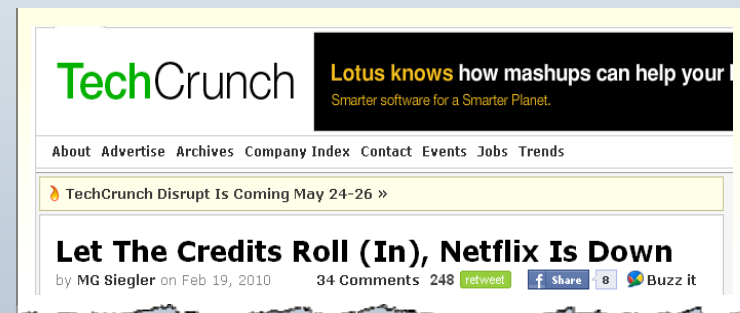 TechCrunch
Lotus knows how mashups can help your
Smarter software for a Smarter Planet.
About Advertise Archives Company Index Contact Events Jobs Trends
TechCrunch Disrupt Is Coming May 24-26 »
Let The Credits Roll (In), Netflix Is Down
by MG Siegler on Feb 19, 2010 34 Comments 248 retweet f Share 8 Buzz it